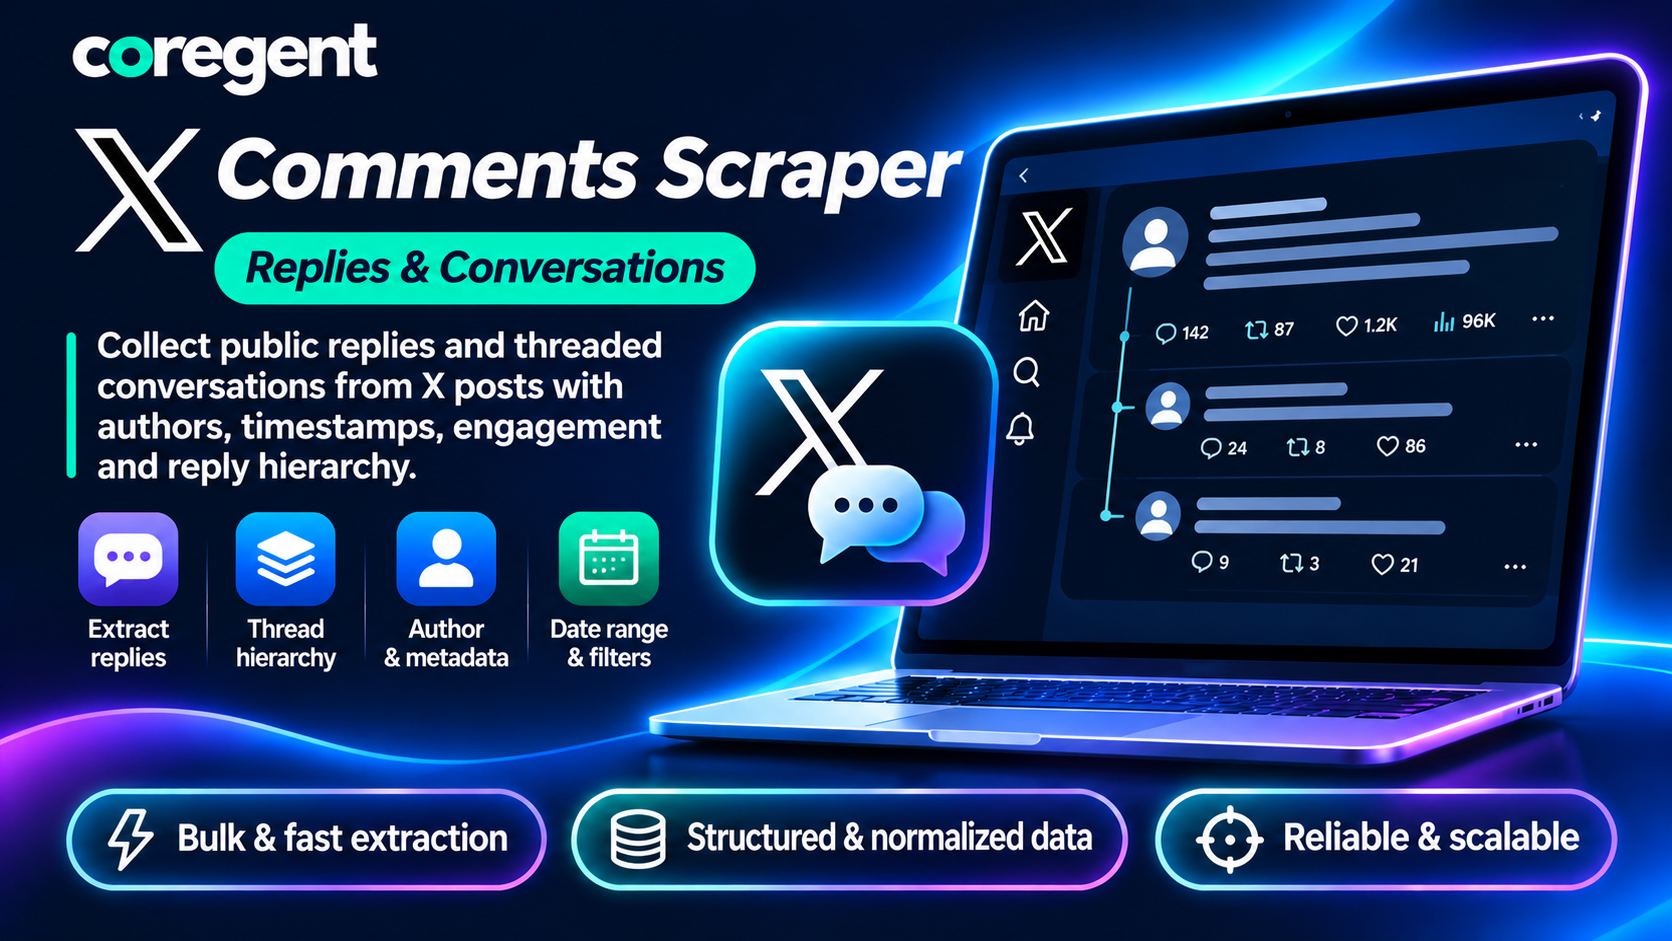 coregent
X Comments Scraper
Replies & Conversations
Collect public replies and threaded
conversations from X posts with
authors, timestamps, engagement
and reply hierarchy.
Extract
replies
Thread
hierarchy
Author
& metadata
Date range
& filters
X
X
142 87 1.2K 96K
24 8 86
9 3 21
Bulk & fast extraction
Structured & normalized data
Reliable & scalable